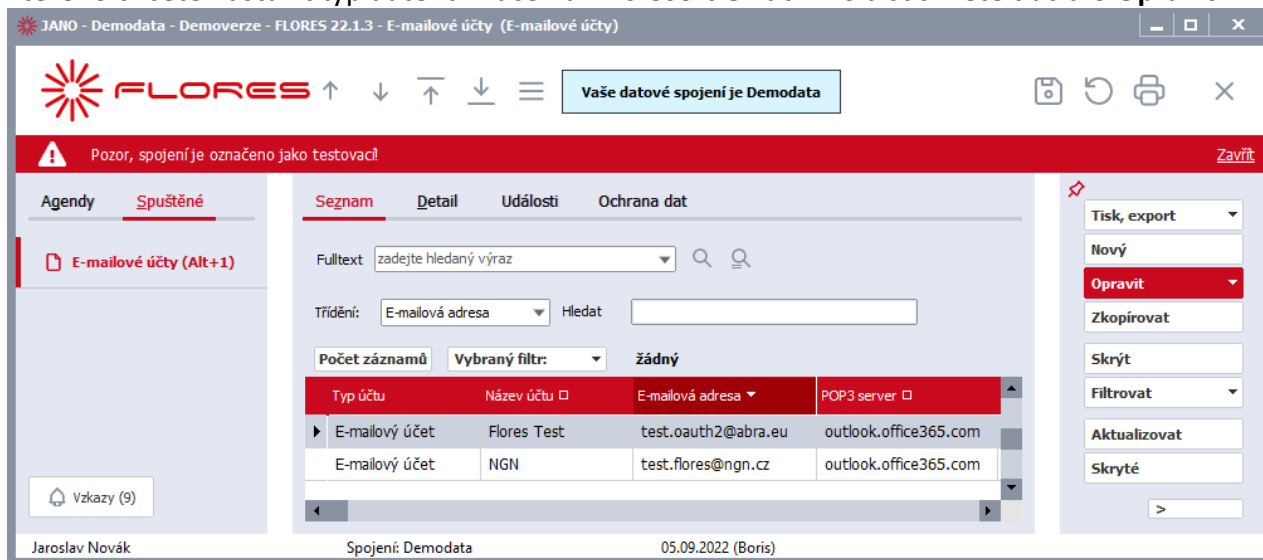 JANO - Demodata - Demoverze - FLORES 22.1.3 - E-mailové účty (E-mailové účty)
FLORES
Vaše datové spojení je Demodata
Pozor, spojení je označeno jako testovací!
Zavřít
Agendy Spuštěné
E-mailové účty (Alt+1)
Vzkazy (9)
Seznam Detail Události Ochrana dat
Fulltext zadejte hledaný výraz
Třídění: E-mailová adresa Hledat
Počet záznamů Vybraný filtr: žádný
Typ účtu Název účtu E-mailová adresa POP3 server
E-mailový účet Flores Test test.oauth2@abra.eu outlook.office365.com
E-mailový účet NGN test.flores@ngn.cz outlook.office365.com
Tisk, export
Nový
Opravit
Zkopírovat
Skrýt
Filtrovat
Aktualizovat
Skryté
>
Jaroslav Novák Spojení: Demodata 05.09.2022 (Boris)